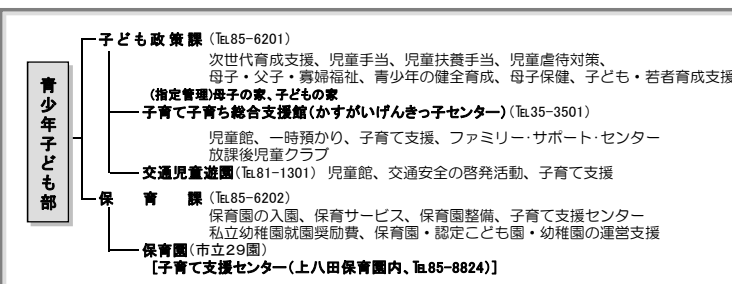 青少年子ども部
子ども政策課(℡85-6201)
次世代育成支援、児童手当、児童扶養手当、児童虐待対策、
母子・父子・寡婦福祉、青少年の健全育成、母子保健、子ども・若者育成支援
(指定管理)母子の家、子どもの家
子育て子育ち総合支援館(かすがいげんきっ子センター)(℡35-3501)
児童館、一時預かり、子育て支援、ファミリー・サポート・センター
放課後児童クラブ
交通児童遊園(℡81-1301) 児童館、交通安全の啓発活動、子育て支援
保育課(℡85-6202)
保育園の入園、保育サービス、保育園整備、子育て支援センター
私立幼稚園就園奨励費、保育園・認定こども園・幼稚園の運営支援
保育園(市立29園)
[子育て支援センター(上八田保育園内、℡85-8824)]